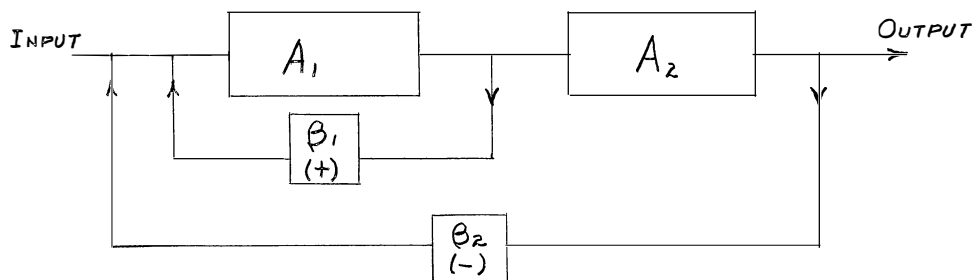 INPUT
OUTPUT
A₁
A₂
β₁
(+)
β₂
(-)